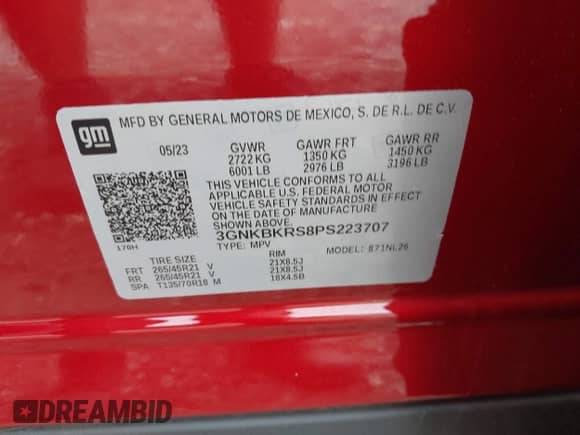 gm
MFD BY GENERAL MOTORS DE MEXICO, S. DE R.L. DE C.V.
05/23 GVWR GAWR FRT GAWR RR
2722 KG 1350 KG 1450 KG
6001 LB 2976 LB 3196 LB
THIS VEHICLE CONFORMS TO ALL
APPLICABLE U.S. FEDERAL MOTOR
VEHICLE SAFETY STANDARDS IN EFFECT
ON THE DATE OF MANUFACTURE
SHOWN ABOVE.
3GNKBKRS8PS223707
170H TYPE: MPV MODEL: 871NL26
TIRE SIZE RIM
FRT 265/45R21 V 21X8.5J
RR 265/45R21 V 21X8.5J
SPA T135/70R18 M 18X4.5B
DREAMBID